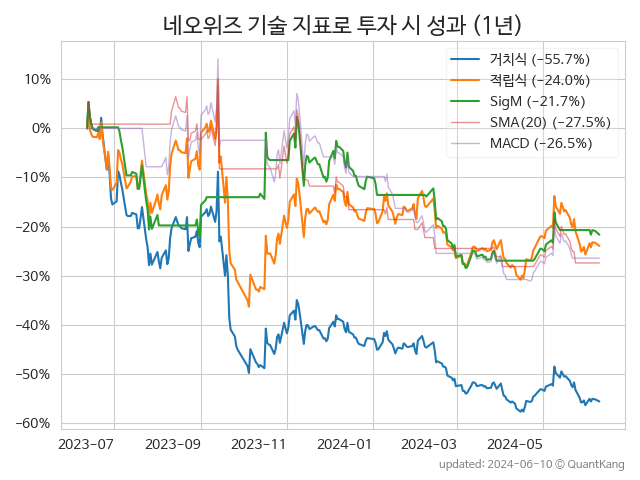 네오위즈 기술 지표로 투자 시 성과 (1년)
거치식 (−55.7%)
적립식 (−24.0%)
SigM (−21.7%)
SMA(20) (−27.5%)
MACD (−26.5%)
10%
0%
−10%
−20%
−30%
−40%
−50%
−60%
2023-07 2023-09 2023-11 2024-01 2024-03 2024-05
updated: 2024-06-10 © QuantKang